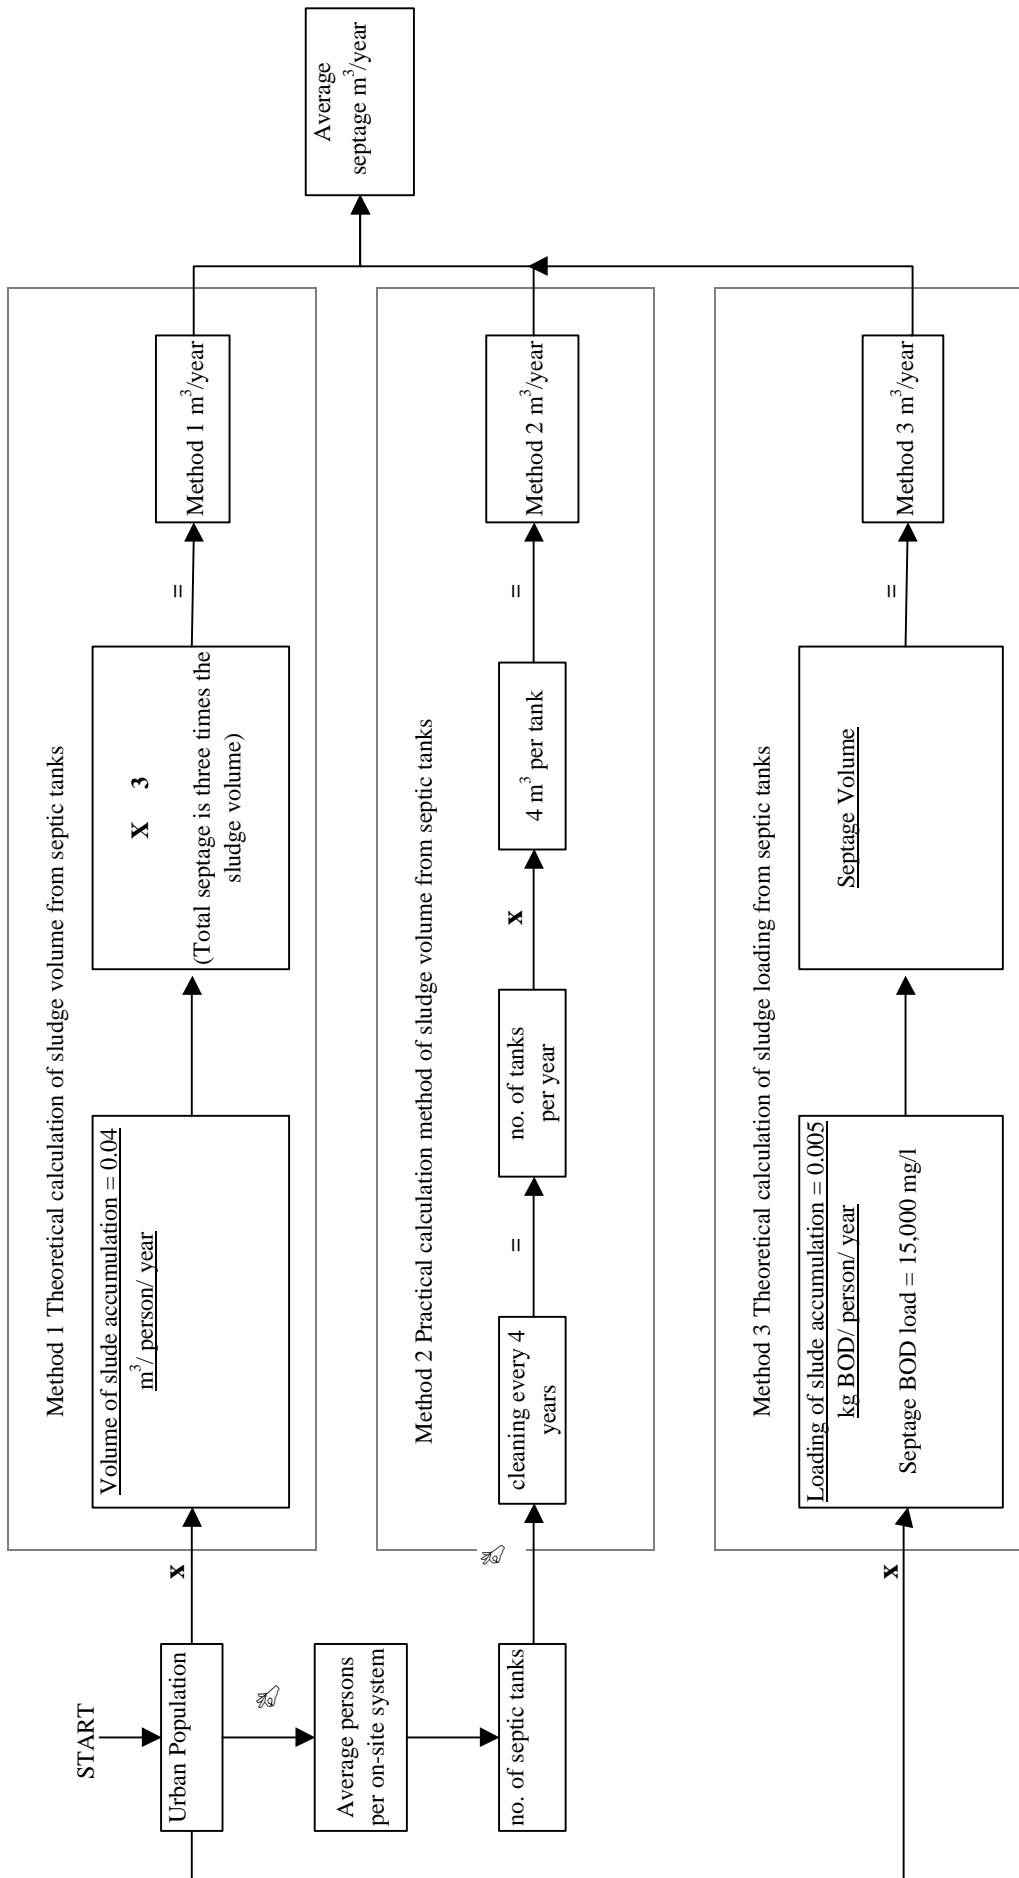 START
Urban Population
x
Average persons
per on-site system
no. of septic tanks
Method 1 Theoretical calculation of sludge volume from septic tanks
Volume of slude accumulation = 0.04
m³/ person/ year
X 3
(Total septage is three times the
sludge volume)
=
Method 1 m³/year
Method 2 Practical calculation method of sludge volume from septic tanks
cleaning every 4
years
=
no. of tanks
per year
x
4 m³ per tank
=
Method 2 m³/year
x
Method 3 Theoretical calculation of sludge loading from septic tanks
Loading of slude accumulation = 0.005
kg BOD/ person/ year
Septage BOD load = 15,000 mg/l
Septage Volume
=
Method 3 m³/year
Average
septage m³/year